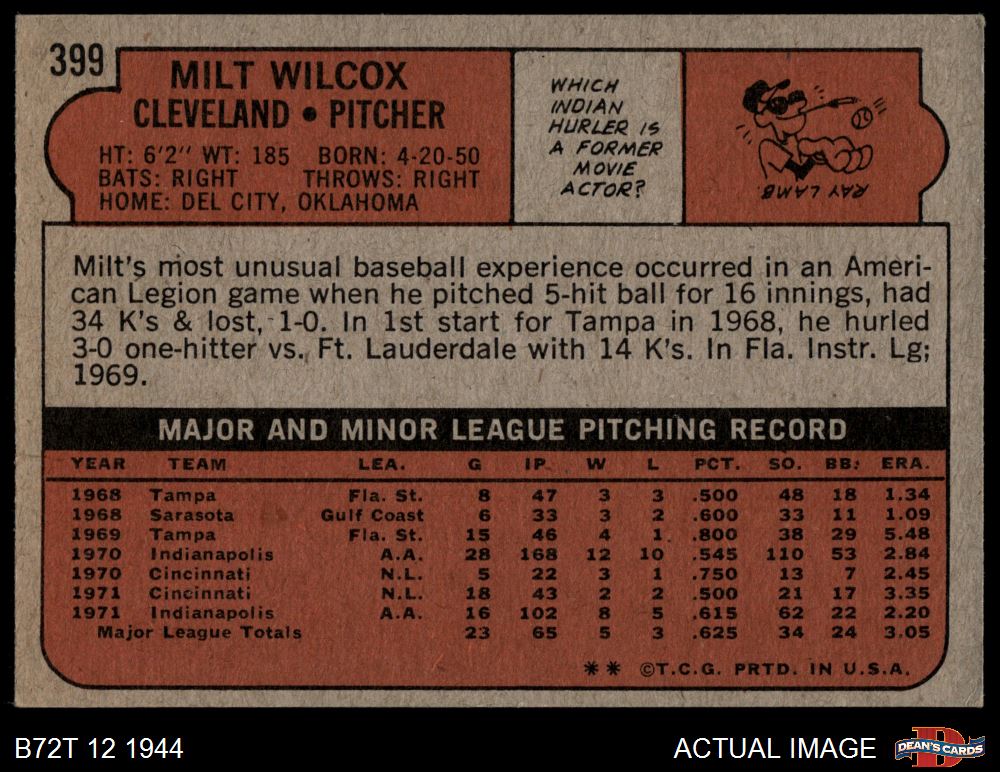 399
MILT WILCOX
CLEVELAND • PITCHER
HT: 6'2" WT: 185 BORN: 4-20-50
BATS: RIGHT THROWS: RIGHT
HOME: DEL CITY, OKLAHOMA
WHICH
INDIAN
HURLER IS
A FORMER
MOVIE
ACTOR?
RAY LAMB.
Milt's most unusual baseball experience occurred in an Ameri-
can Legion game when he pitched 5-hit ball for 16 innings, had
34 K's & lost, 1-0. In 1st start for Tampa in 1968, he hurled
3-0 one-hitter vs. Ft. Lauderdale with 14 K's. In Fla. Instr. Lg;
1969.
MAJOR AND MINOR LEAGUE PITCHING RECORD
YEAR TEAM LEA. G IP W L PCT. SO. BB. ERA.
1968 Tampa Fla. St. 8 47 3 3 .500 48 18 1.34
1968 Sarasota Gulf Coast 6 33 3 2 .600 33 11 1.09
1969 Tampa Fla. St. 15 46 4 1 .800 38 29 5.48
1970 Indianapolis A.A. 28 168 12 10 .545 110 53 2.84
1970 Cincinnati N.L. 5 22 3 1 .750 13 7 2.45
1971 Cincinnati N.L. 18 43 2 2 .500 21 17 3.35
1971 Indianapolis A.A. 16 102 8 5 .615 62 22 2.20
Major League Totals 23 65 5 3 .625 34 24 3.05
** ©T.C.G. PRTD. IN U.S.A.
B72T 12 1944
ACTUAL IMAGE
D
DEAN'S CARDS